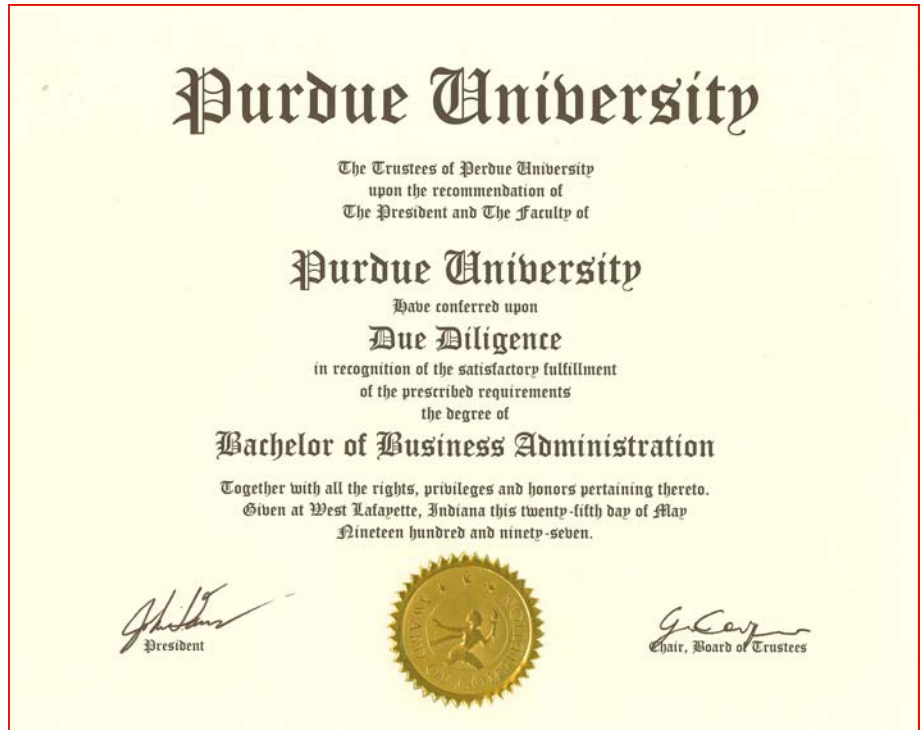 Purdue University
The Trustees of Perdue University
upon the recommendation of
The President and The Faculty of
Purdue University
Have conferred upon
Due Diligence
in recognition of the satisfactory fulfillment
of the prescribed requirements
the degree of
Bachelor of Business Administration
Together with all the rights, privileges and honors pertaining thereto.
Given at West Lafayette, Indiana this twenty-fifth day of May
Nineteen hundred and ninety-seven.
President
Chair, Board of Trustees